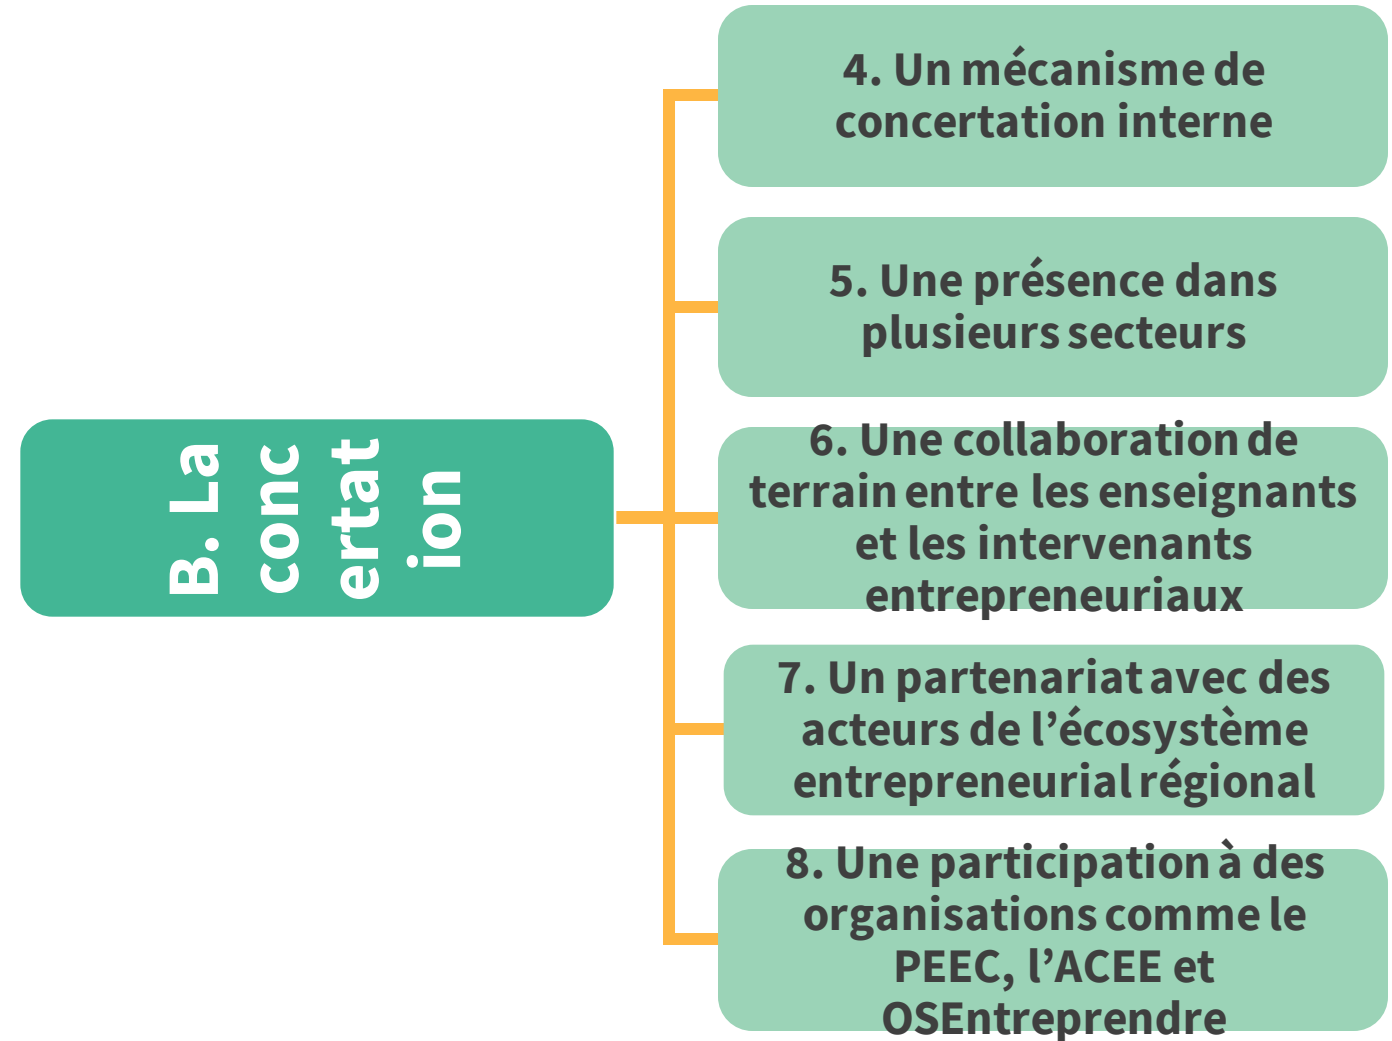 B. La
conc
ertat
ion
4. Un mécanisme de
concertation interne
5. Une présence dans
plusieurs secteurs
6. Une collaboration de
terrain entre les enseignants
et les intervenants
entrepreneuriaux
7. Un partenariat avec des
acteurs de l’écosystème
entrepreneurial régional
8. Une participation à des
organisations comme le
PEEC, l’ACEE et
OSEntreprendre